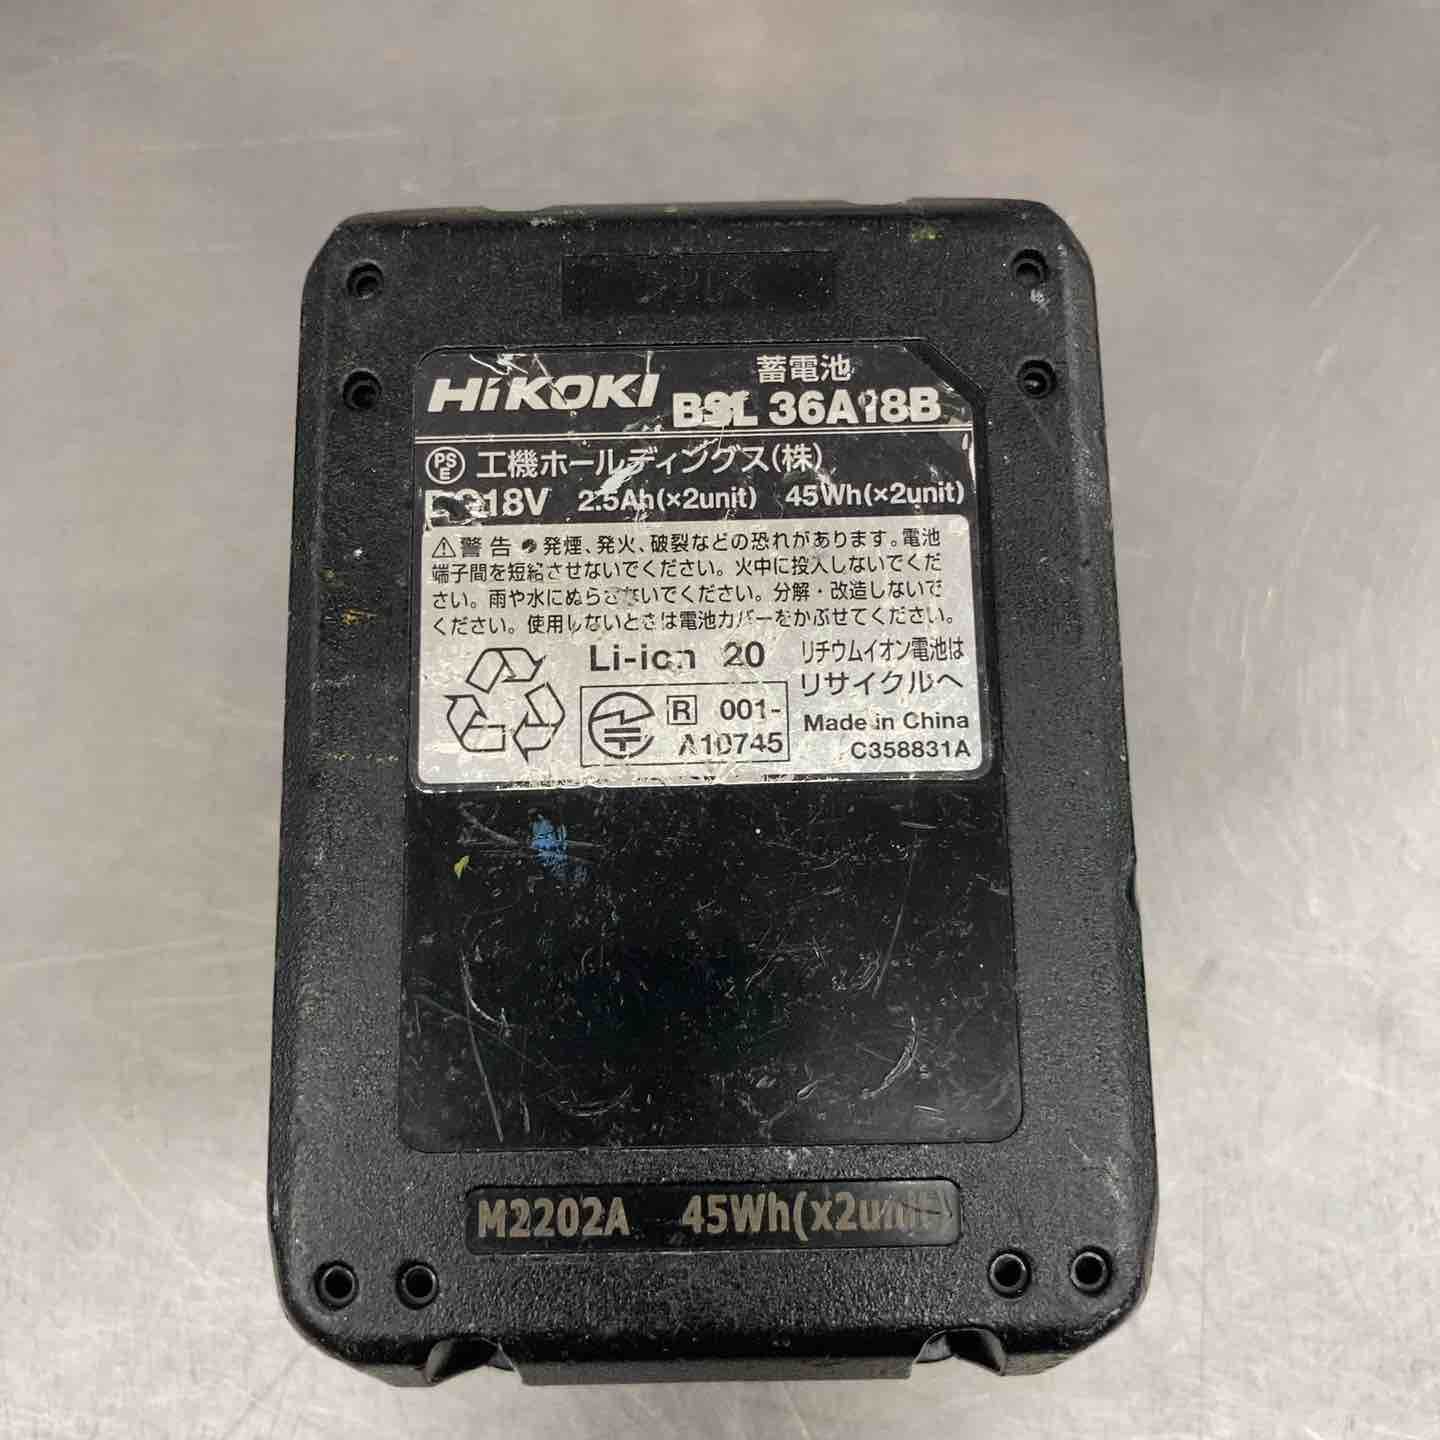 HiKOKI
蓄電池
BSL 36A18B
PSE 工機ホールディングス(株)
DC18V 2.5Ah(×2unit) 45Wh(×2unit)
⚠警告 発煙、発火、破裂などの恐れがあります。電池
端子間を短絡させないでください。火中に投入しないでくだ
さい。雨や水にぬらさないでください。分解・改造しないで
ください。使用しないときは電池カバーをかぶせてください。
Li-ion 20
リチウムイオン電池は
リサイクルへ
R 001-
A10745
Made in China
C358831A
M2202A 45Wh(x2unit)